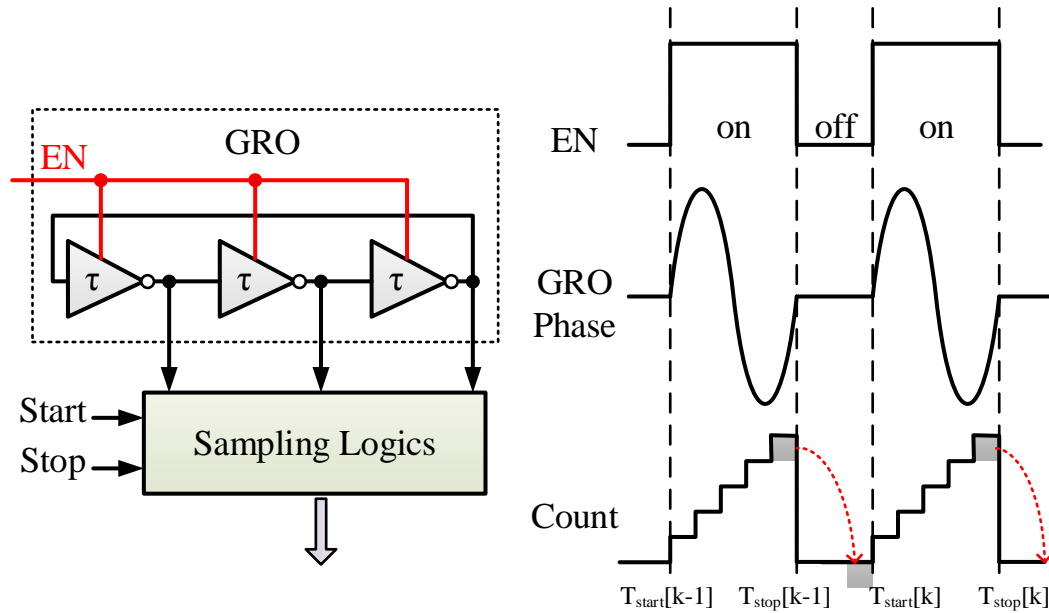 GRO
EN
τ τ τ
Start
Stop
Sampling Logics
EN
on off on
GRO
Phase
Count
Tstart[k-1] Tstop[k-1] Tstart[k] Tstop[k]